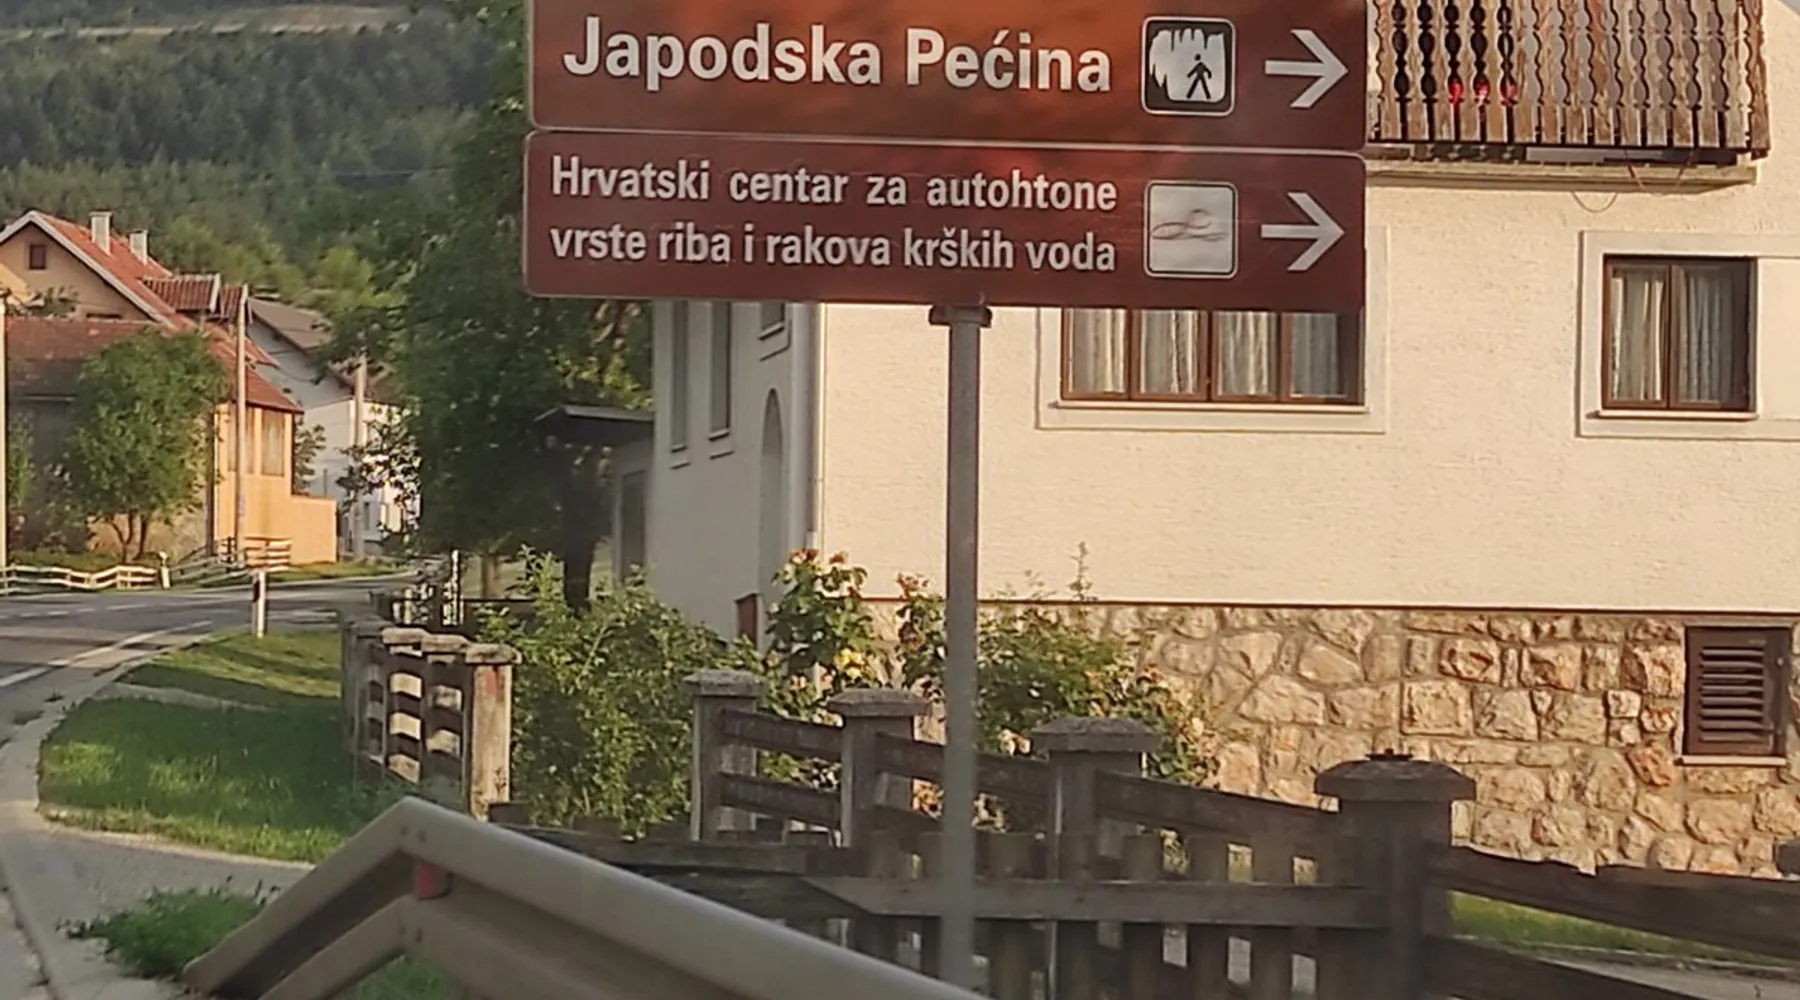 Japodska Pećina
Hrvatski centar za autohtone
vrste riba i rakova krških voda